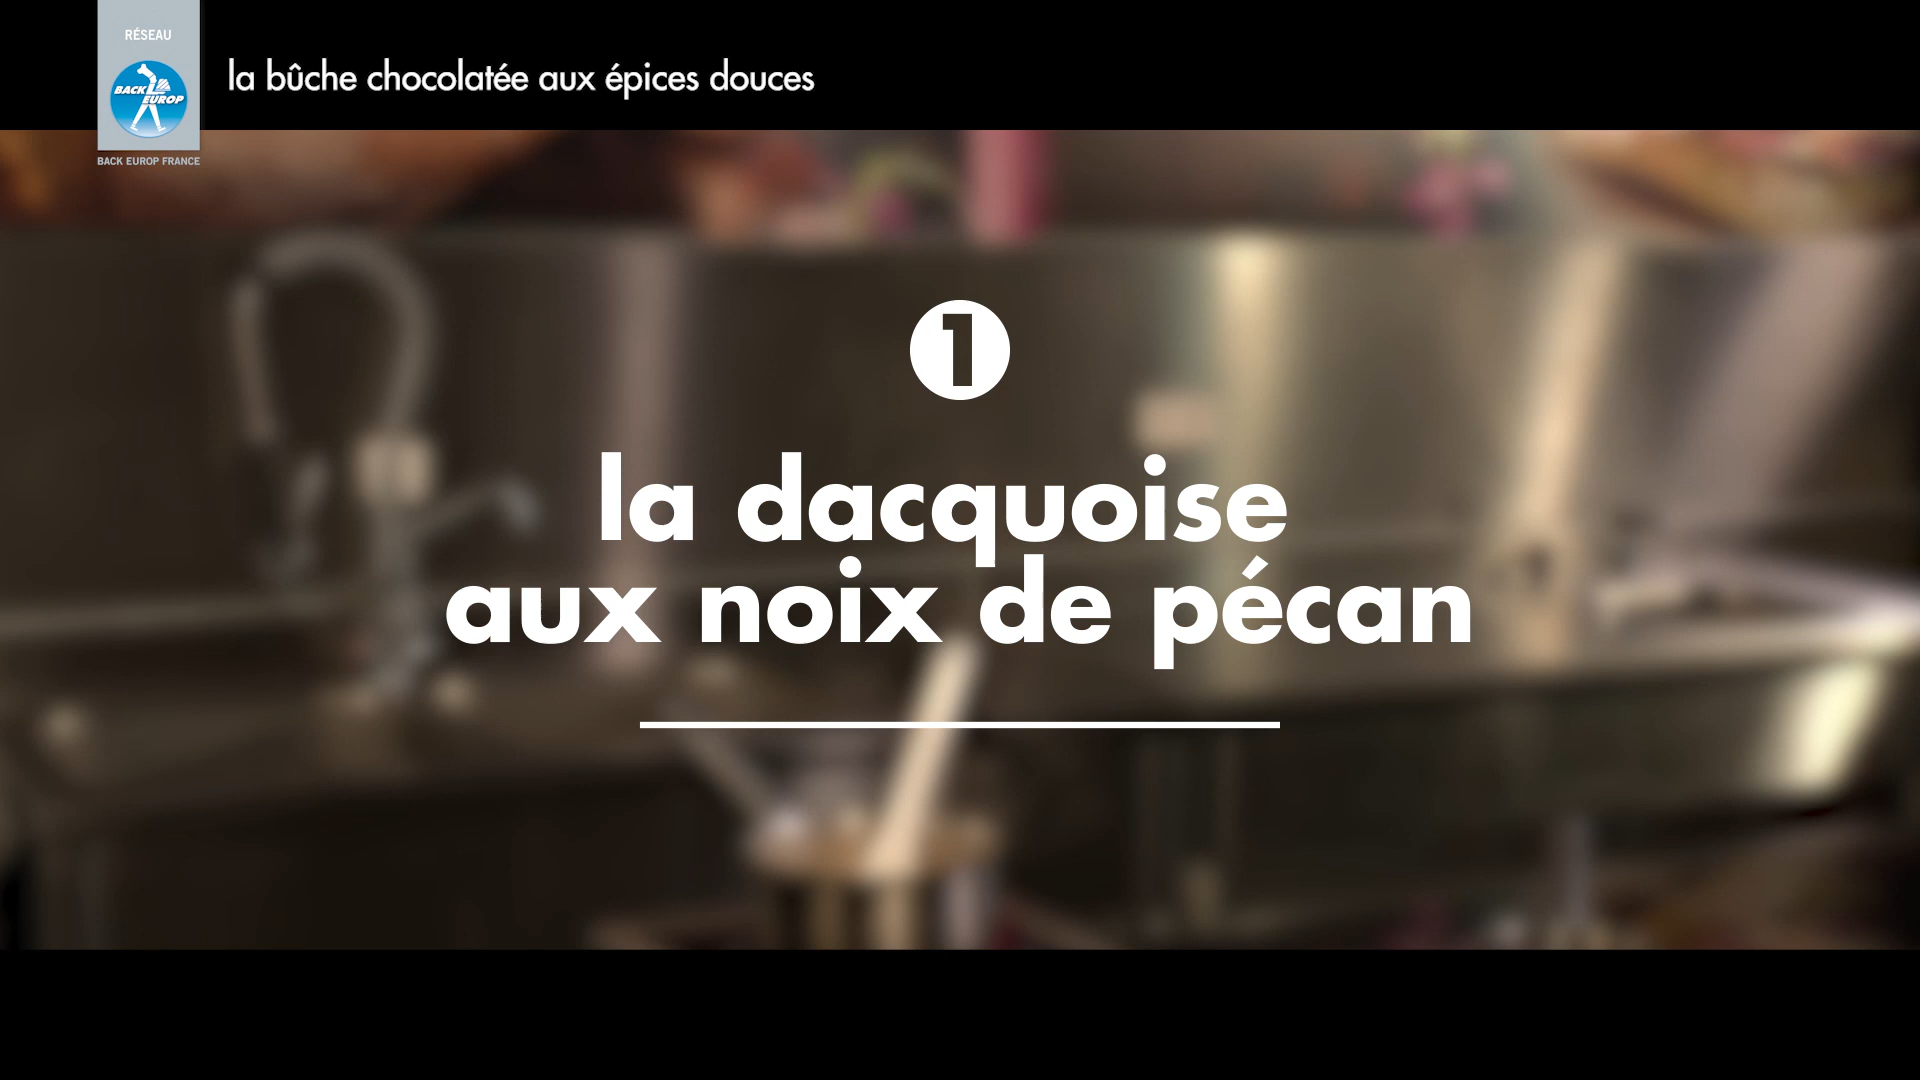 RÉSEAU
BACK
EUROP
BACK EUROP FRANCE
la bûche chocolatée aux épices douces
1
la dacquoise
aux noix de pécan